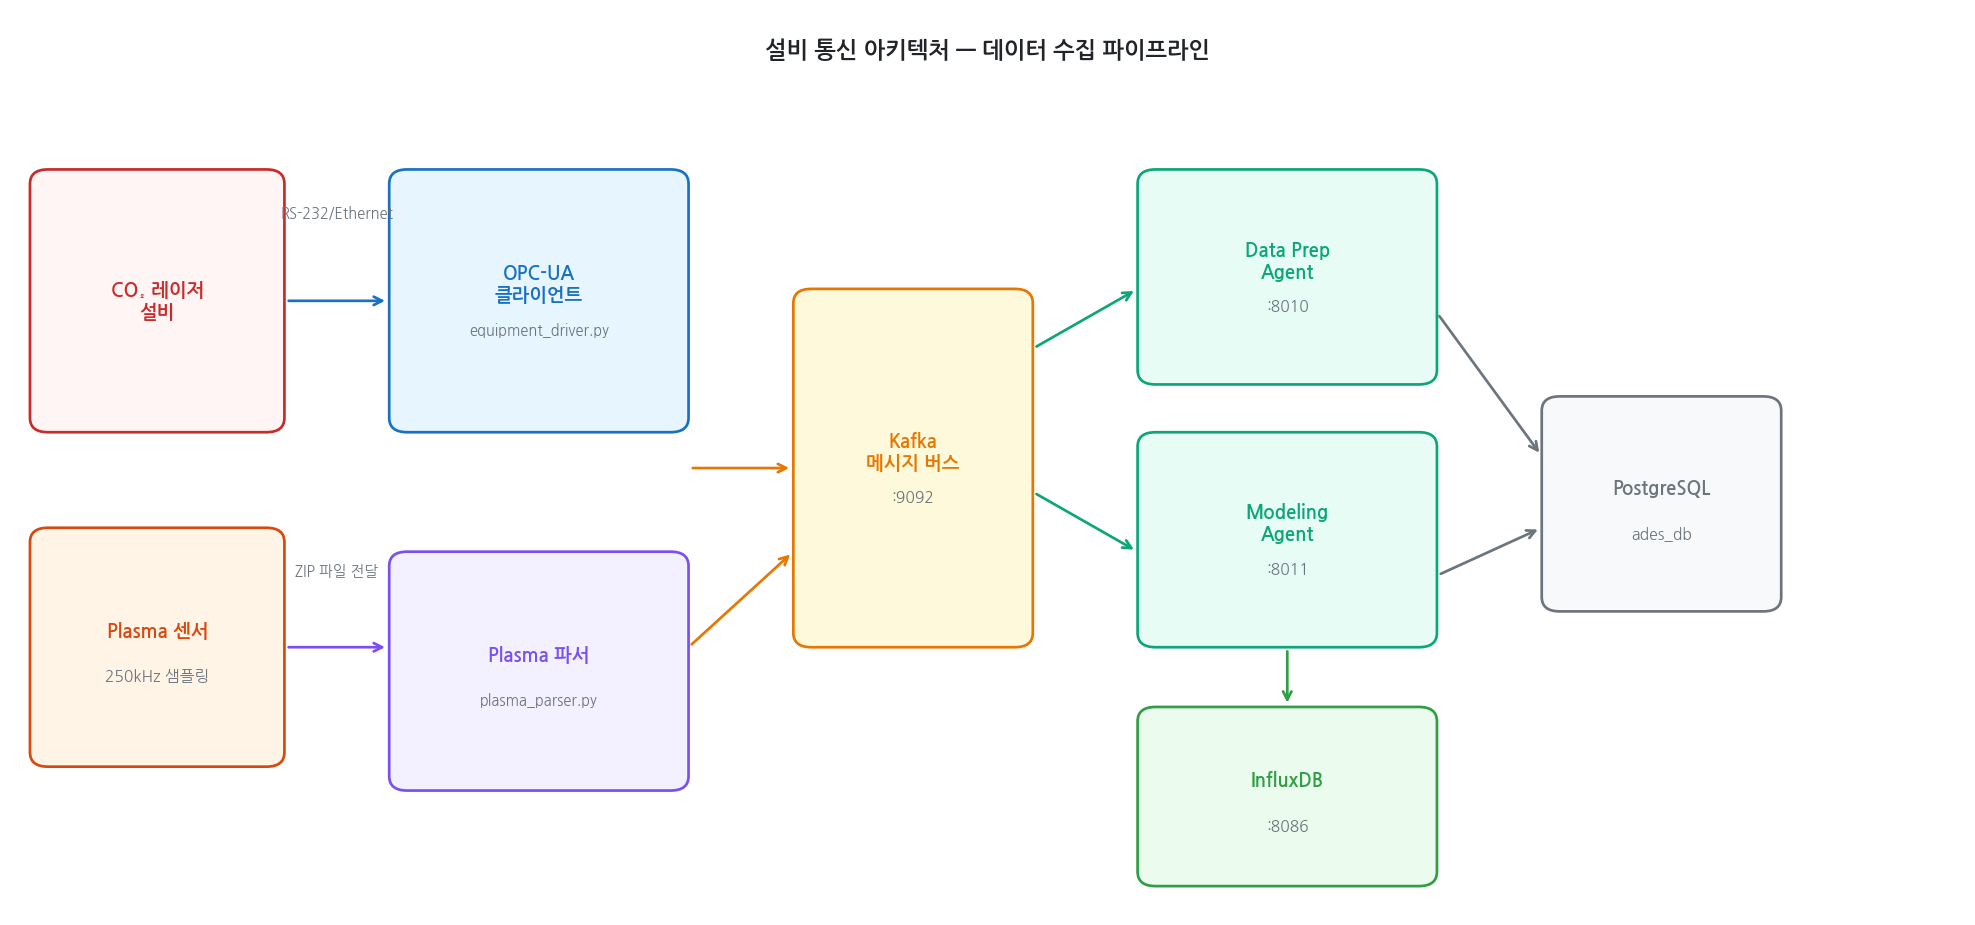 설비 통신 아키텍처 — 데이터 수집 파이프라인
CO₂ 레이저
설비
RS-232/Ethernet
OPC-UA
클라이언트
equipment_driver.py
Plasma 센서
250kHz 샘플링
ZIP 파일 전달
Plasma 파서
plasma_parser.py
Kafka
메시지 버스
:9092
Data Prep
Agent
:8010
Modeling
Agent
:8011
InfluxDB
:8086
PostgreSQL
ades_db